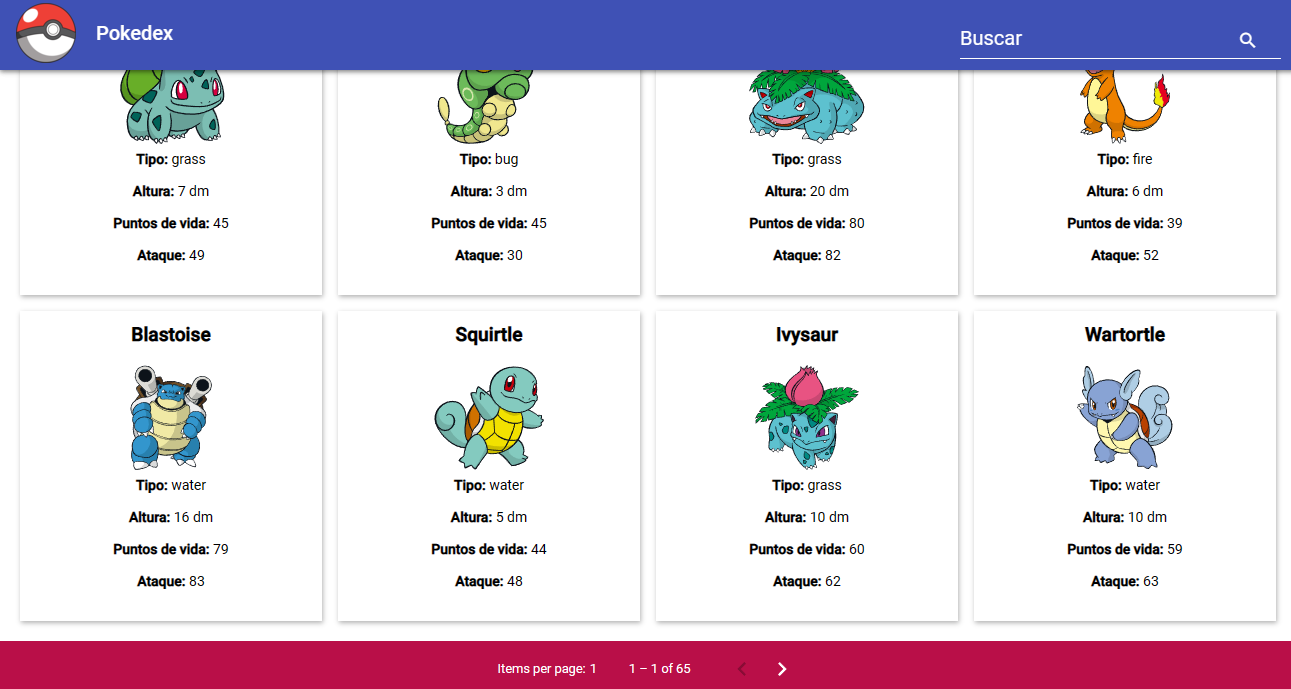 Pokedex
Buscar
Tipo: grass
Altura: 7 dm
Puntos de vida: 45
Ataque: 49
Tipo: bug
Altura: 3 dm
Puntos de vida: 45
Ataque: 30
Tipo: grass
Altura: 20 dm
Puntos de vida: 80
Ataque: 82
Tipo: fire
Altura: 6 dm
Puntos de vida: 39
Ataque: 52
Blastoise
Tipo: water
Altura: 16 dm
Puntos de vida: 79
Ataque: 83
Squirtle
Tipo: water
Altura: 5 dm
Puntos de vida: 44
Ataque: 48
Ivysaur
Tipo: grass
Altura: 10 dm
Puntos de vida: 60
Ataque: 62
Wartortle
Tipo: water
Altura: 10 dm
Puntos de vida: 59
Ataque: 63
Items per page: 1
1 – 1 of 65